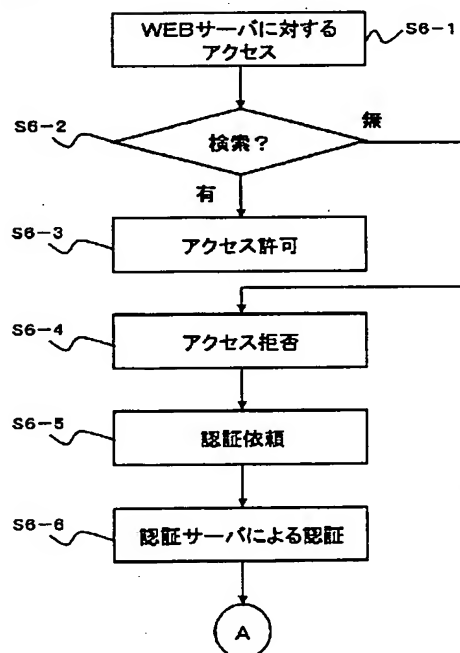 WEBサーバに対する
アクセス
S6-1
S6-2
検索?
無
有
S6-3
アクセス許可
S6-4
アクセス拒否
S6-5
認証依頼
S6-6
認証サーバによる認証
A